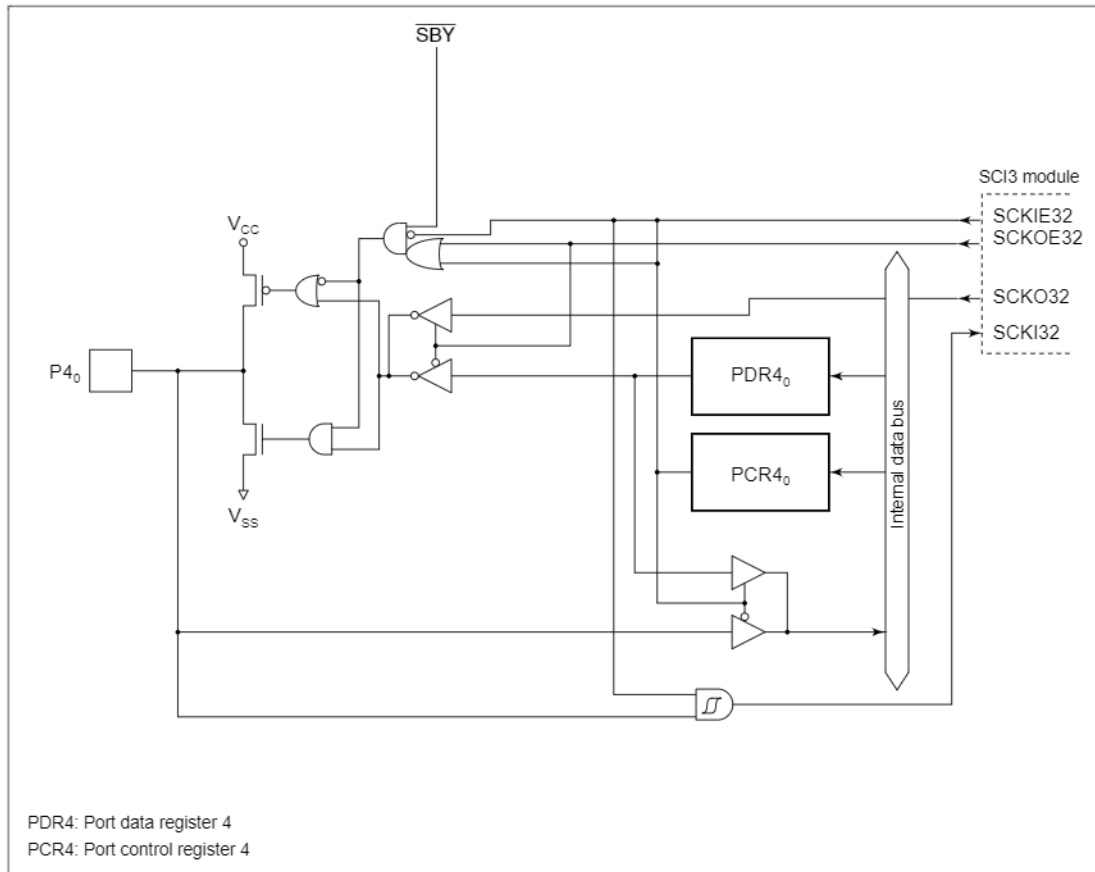 SBY
SCI3 module
SCKIE32
SCKOE32
SCKO32
SCKI32
VCC
P40
PDR40
PCR40
Internal data bus
VSS
PDR4: Port data register 4
PCR4: Port control register 4